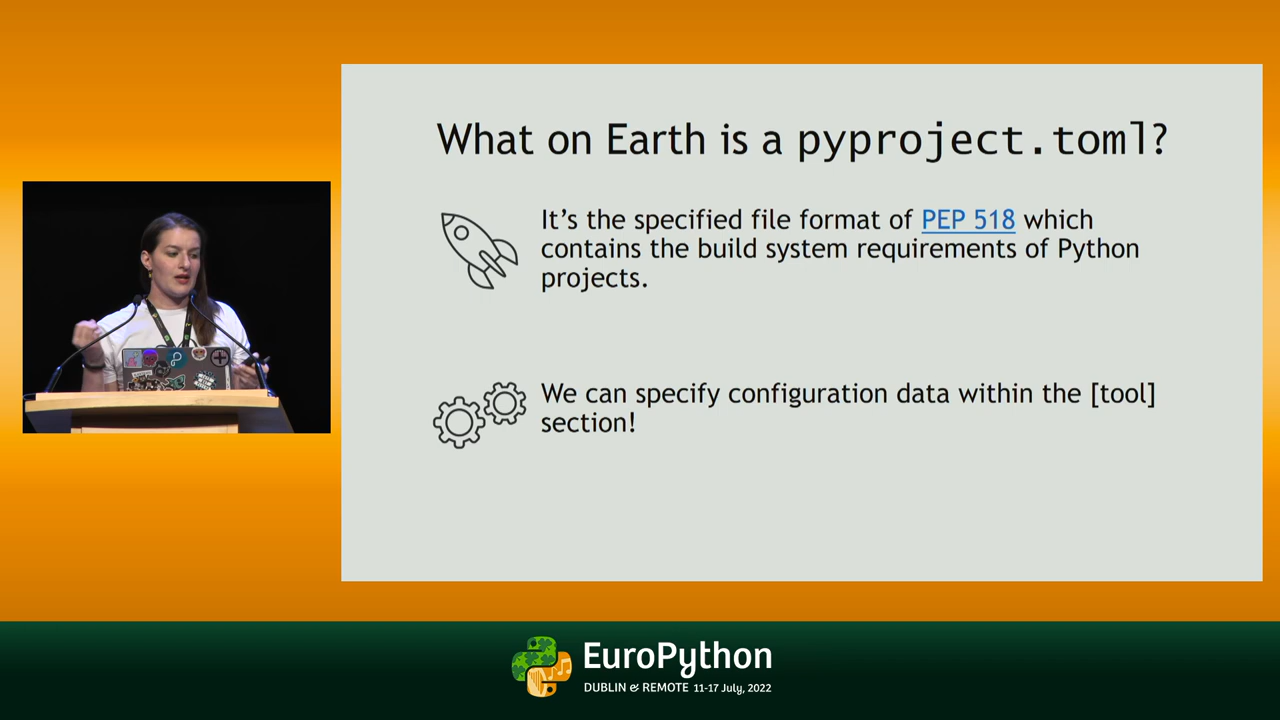 What on Earth is a pyproject.toml?
It's the specified file format of PEP 518 which
contains the build system requirements of Python
projects.
We can specify configuration data within the [tool]
section!
EuroPython
DUBLIN & REMOTE 11-17 July, 2022